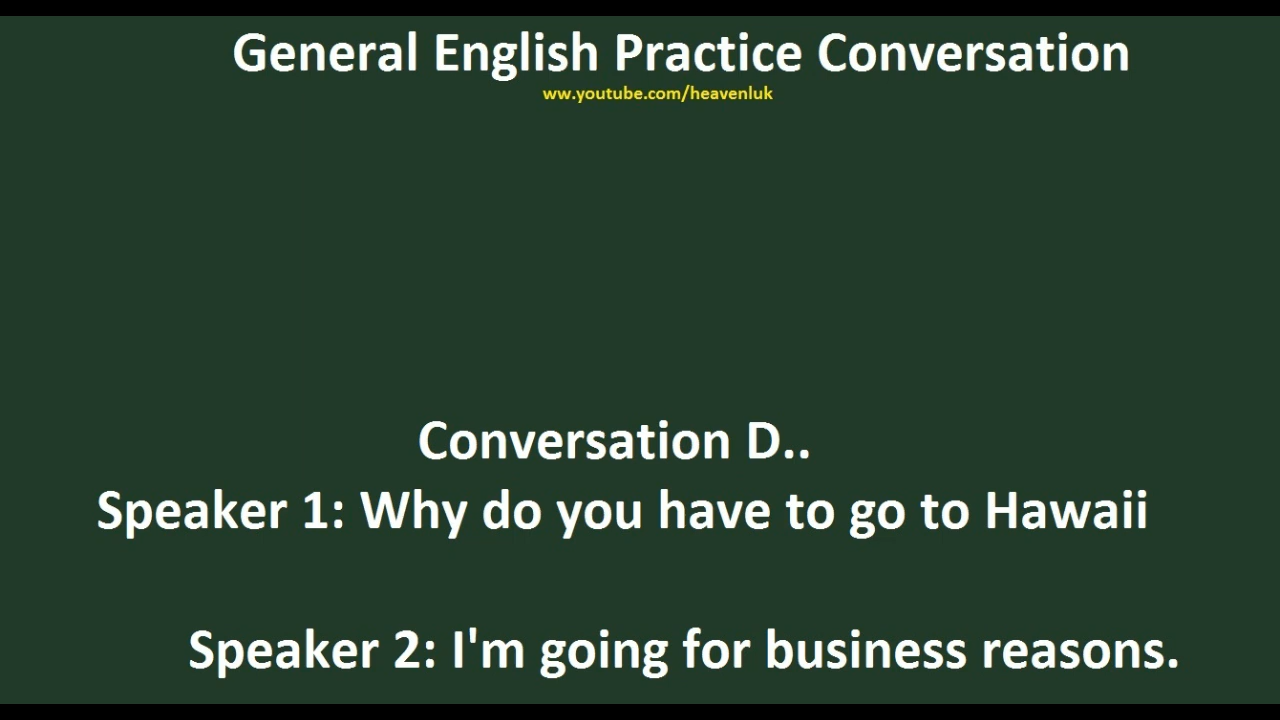 General English Practice Conversation
ww.youtube.com/heavenluk
Conversation D..
Speaker 1: Why do you have to go to Hawaii
Speaker 2: I'm going for business reasons.